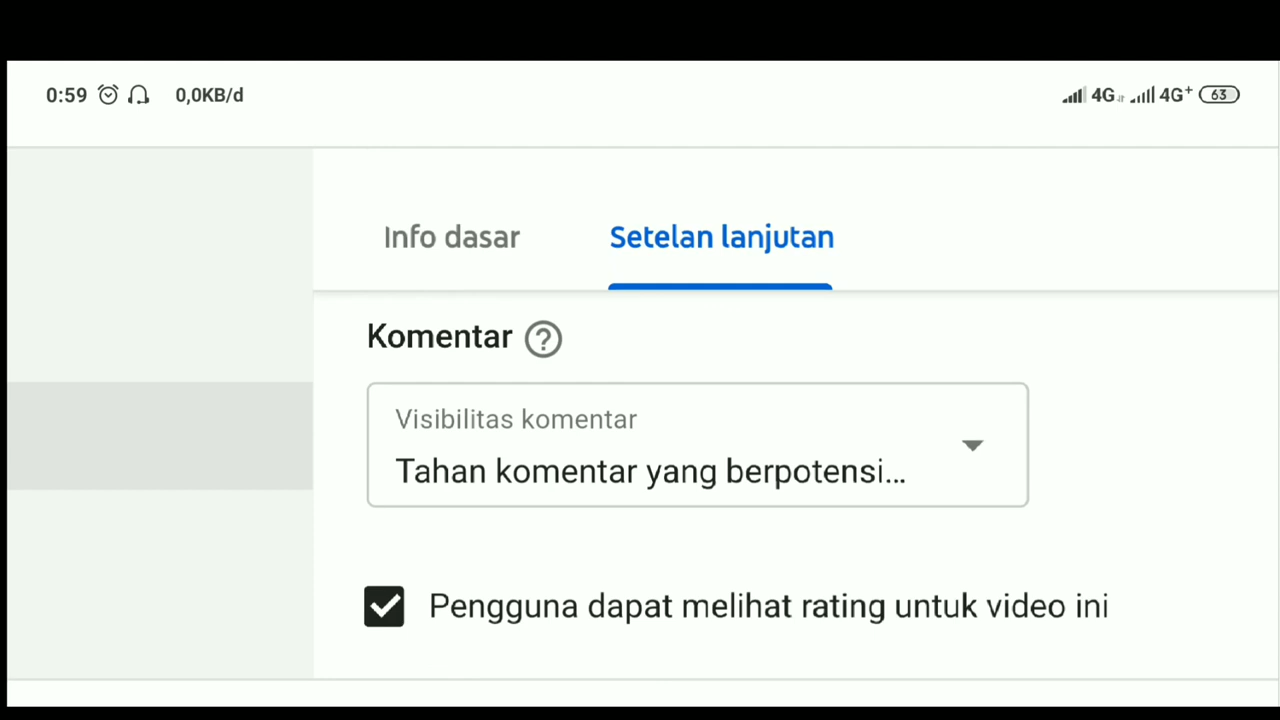 0:59 0,0KB/d 4G 4G+ 63
Info dasar Setelan lanjutan
Komentar ?
Visibilitas komentar
Tahan komentar yang berpotensi...
Pengguna dapat melihat rating untuk video ini